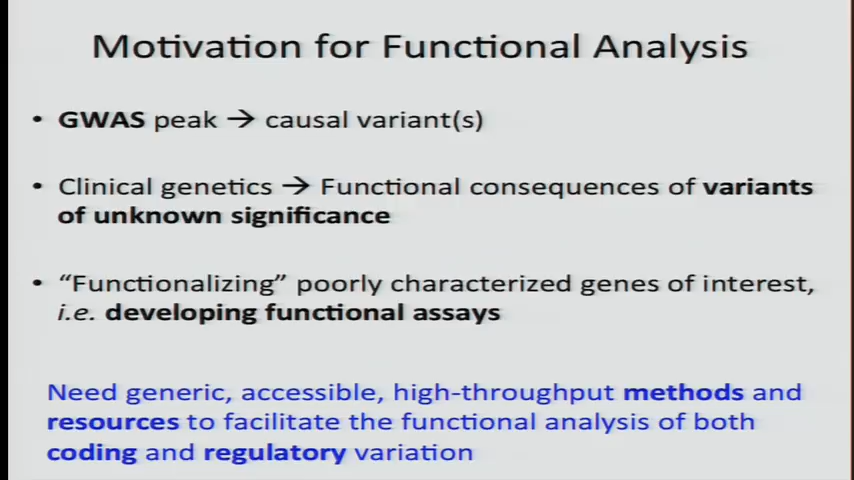 Motivation for Functional Analysis
• GWAS peak → causal variant(s)
• Clinical genetics → Functional consequences of variants
of unknown significance
• “Functionalizing” poorly characterized genes of interest,
i.e. developing functional assays
Need generic, accessible, high-throughput methods and
resources to facilitate the functional analysis of both
coding and regulatory variation